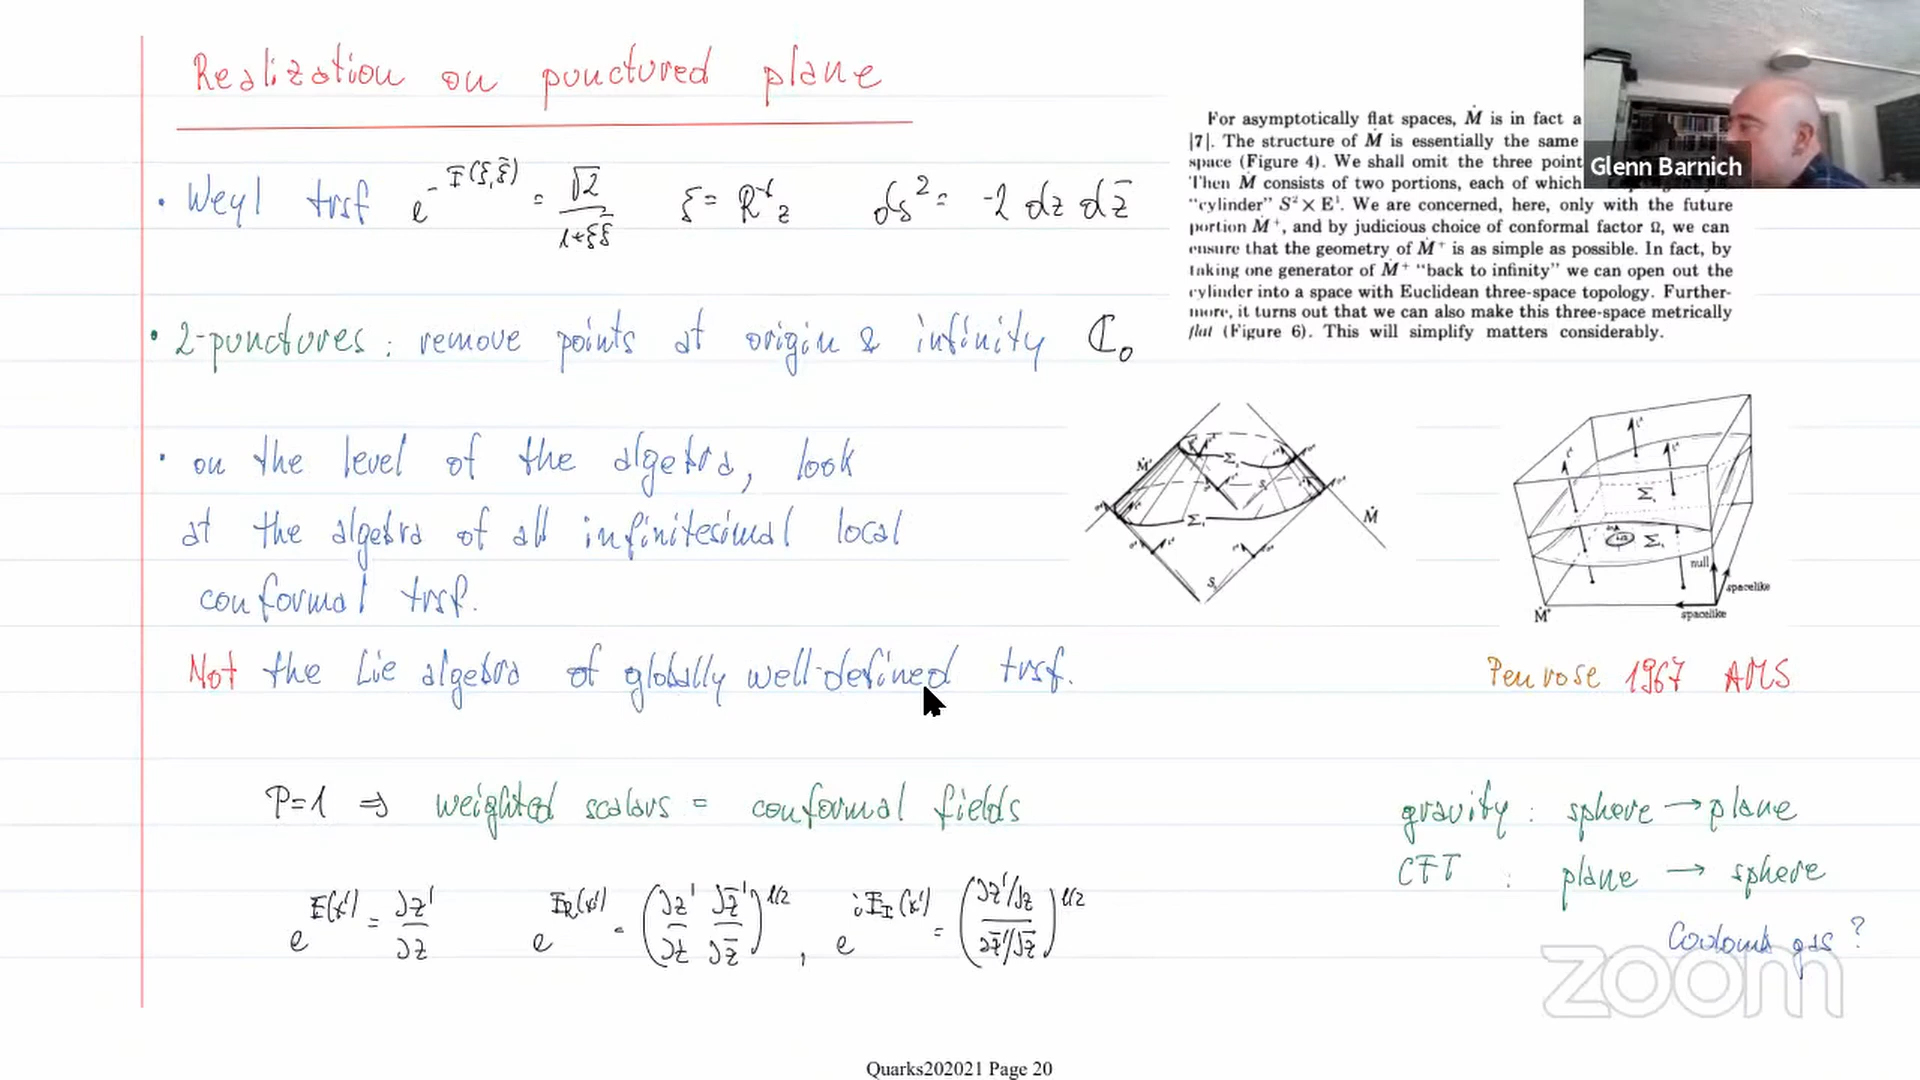 Realization on punctured plane
• Weyl trsf e^{-E(ξ,ξ̄)} = √2/(1+ξξ̄) ξ = R^{-1}z ds² = -2 dz dz̄
• 2-punctures : remove points at origin & infinity ℂ₀
• on the level of the algebra, look
at the algebra of all infinitesimal local
conformal trsf.
Not the Lie algebra of globally well-defined trsf.
P=1 ⇒ weighted scalars = conformal fields
e^{E(x')} = ∂z'/∂z e^{E_R(x')} = (∂z'/∂z ∂z̄'/∂z̄)^{1/2} , e^{iE_I(x')} = (∂z'/∂z / ∂z̄'/∂z̄)^{1/2}
For asymptotically flat spaces, Ṁ is in fact a
[7]. The structure of Ṁ is essentially the same
space (Figure 4). We shall omit the three point
Then Ṁ consists of two portions, each of which
"cylinder" S²×E¹. We are concerned, here, only with the future
portion Ṁ⁺, and by judicious choice of conformal factor Ω, we can
ensure that the geometry of Ṁ⁺ is as simple as possible. In fact, by
taking one generator of Ṁ⁺ "back to infinity" we can open out the
cylinder into a space with Euclidean three-space topology. Further-
more, it turns out that we can also make this three-space metrically
flat (Figure 6). This will simplify matters considerably.
Glenn Barnich
Ṁ
Σ
Σ
Ṁ
S
Σ
Σ
null
spacelike
spacelike
Ṁ⁺
Penrose 1967 AMS
gravity : sphere → plane
CFT : plane → sphere
Coulomb gas ?
zoom
Quarks202021 Page 20